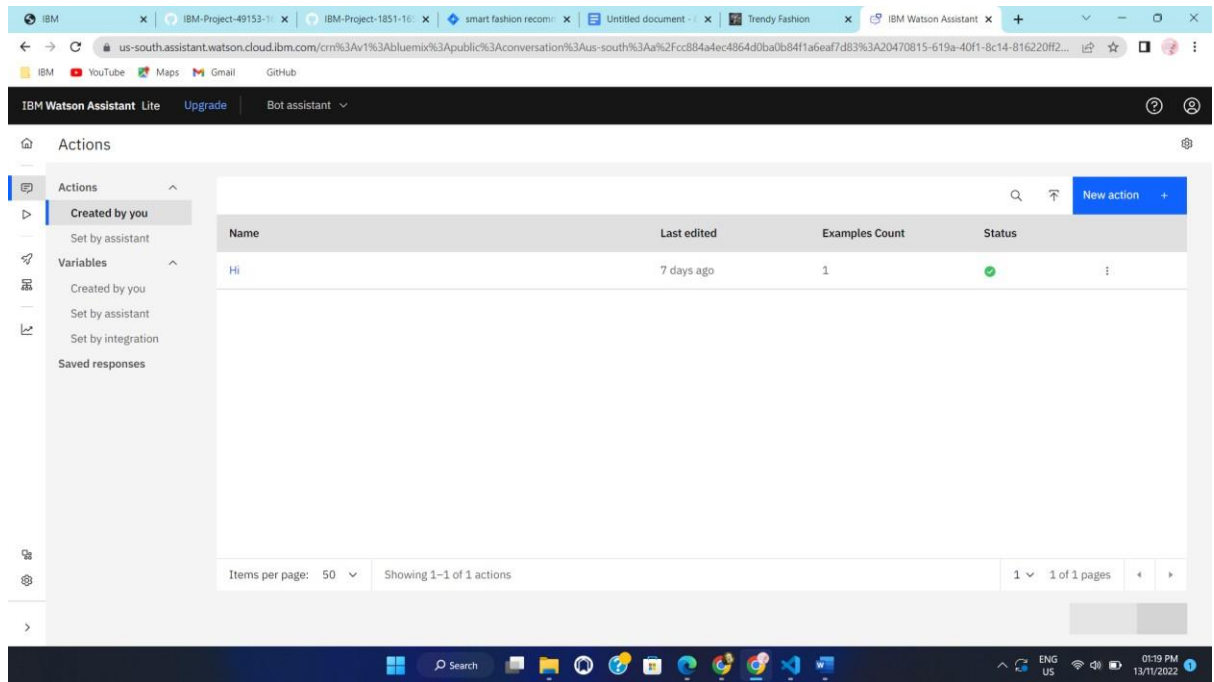 IBM
IBM-Project-49153-1
IBM-Project-1851-16
smart fashion recomm
Untitled document -
Trendy Fashion
IBM Watson Assistant
us-south.assistant.watson.cloud.ibm.com/crn%3Av1%3Abluemix%3Apublic%3Aconversation%3Aus-south%3Aa%2Fcc884a4ec4864d0ba0b84f1a6eaf7d83%3A20470815-619a-40f1-8c14-816220ff2...
IBM YouTube Maps Gmail GitHub
IBM Watson Assistant Lite Upgrade Bot assistant
Actions
Actions
Created by you
Set by assistant
Variables
Created by you
Set by assistant
Set by integration
Saved responses
New action +
Name Last edited Examples Count Status
Hi 7 days ago 1
Items per page: 50 Showing 1–1 of 1 actions 1 1 of 1 pages
Search
ENG
US
01:19 PM
13/11/2022
1